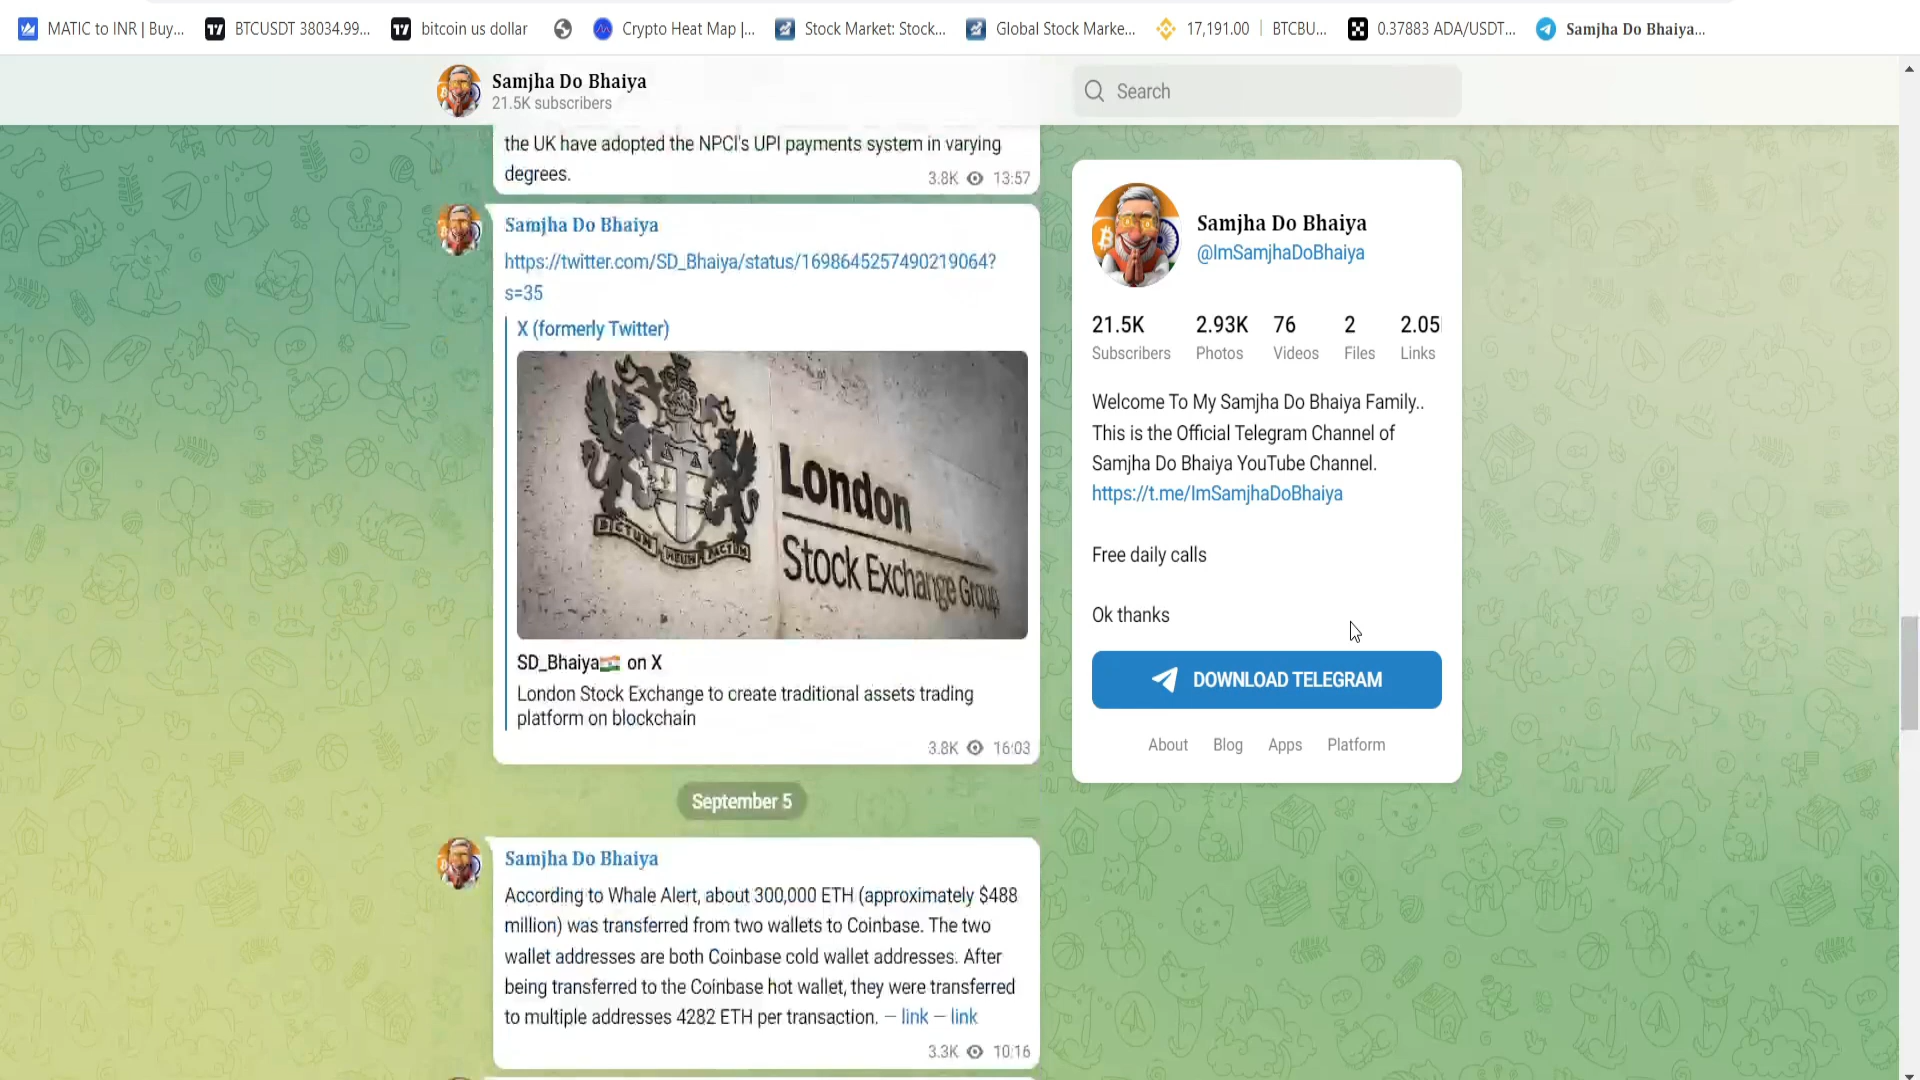 MATIC to INR | Buy...
BTCUSDT 38034.99...
bitcoin us dollar
Crypto Heat Map |...
Stock Market: Stock...
Global Stock Marke...
17,191.00 | BTCBU...
0.37883 ADA/USDT...
Samjha Do Bhaiya...
Samjha Do Bhaiya
21.5K subscribers
Search
the UK have adopted the NPCI's UPI payments system in varying
degrees.
3.8K 13:57
Samjha Do Bhaiya
https://twitter.com/SD_Bhaiya/status/1698645257490219064?
s=35
X (formerly Twitter)
London
Stock Exchange Group
DICTUM MEUM PACTUM
SD_Bhaiya🇮🇳 on X
London Stock Exchange to create traditional assets trading
platform on blockchain
3.8K 16:03
September 5
Samjha Do Bhaiya
According to Whale Alert, about 300,000 ETH (approximately $488
million) was transferred from two wallets to Coinbase. The two
wallet addresses are both Coinbase cold wallet addresses. After
being transferred to the Coinbase hot wallet, they were transferred
to multiple addresses 4282 ETH per transaction. — link — link
3.3K 10:16
Samjha Do Bhaiya
@ImSamjhaDoBhaiya
21.5K 2.93K 76 2 2.05
Subscribers Photos Videos Files Links
Welcome To My Samjha Do Bhaiya Family..
This is the Official Telegram Channel of
Samjha Do Bhaiya YouTube Channel.
https://t.me/ImSamjhaDoBhaiya
Free daily calls
Ok thanks
DOWNLOAD TELEGRAM
About Blog Apps Platform